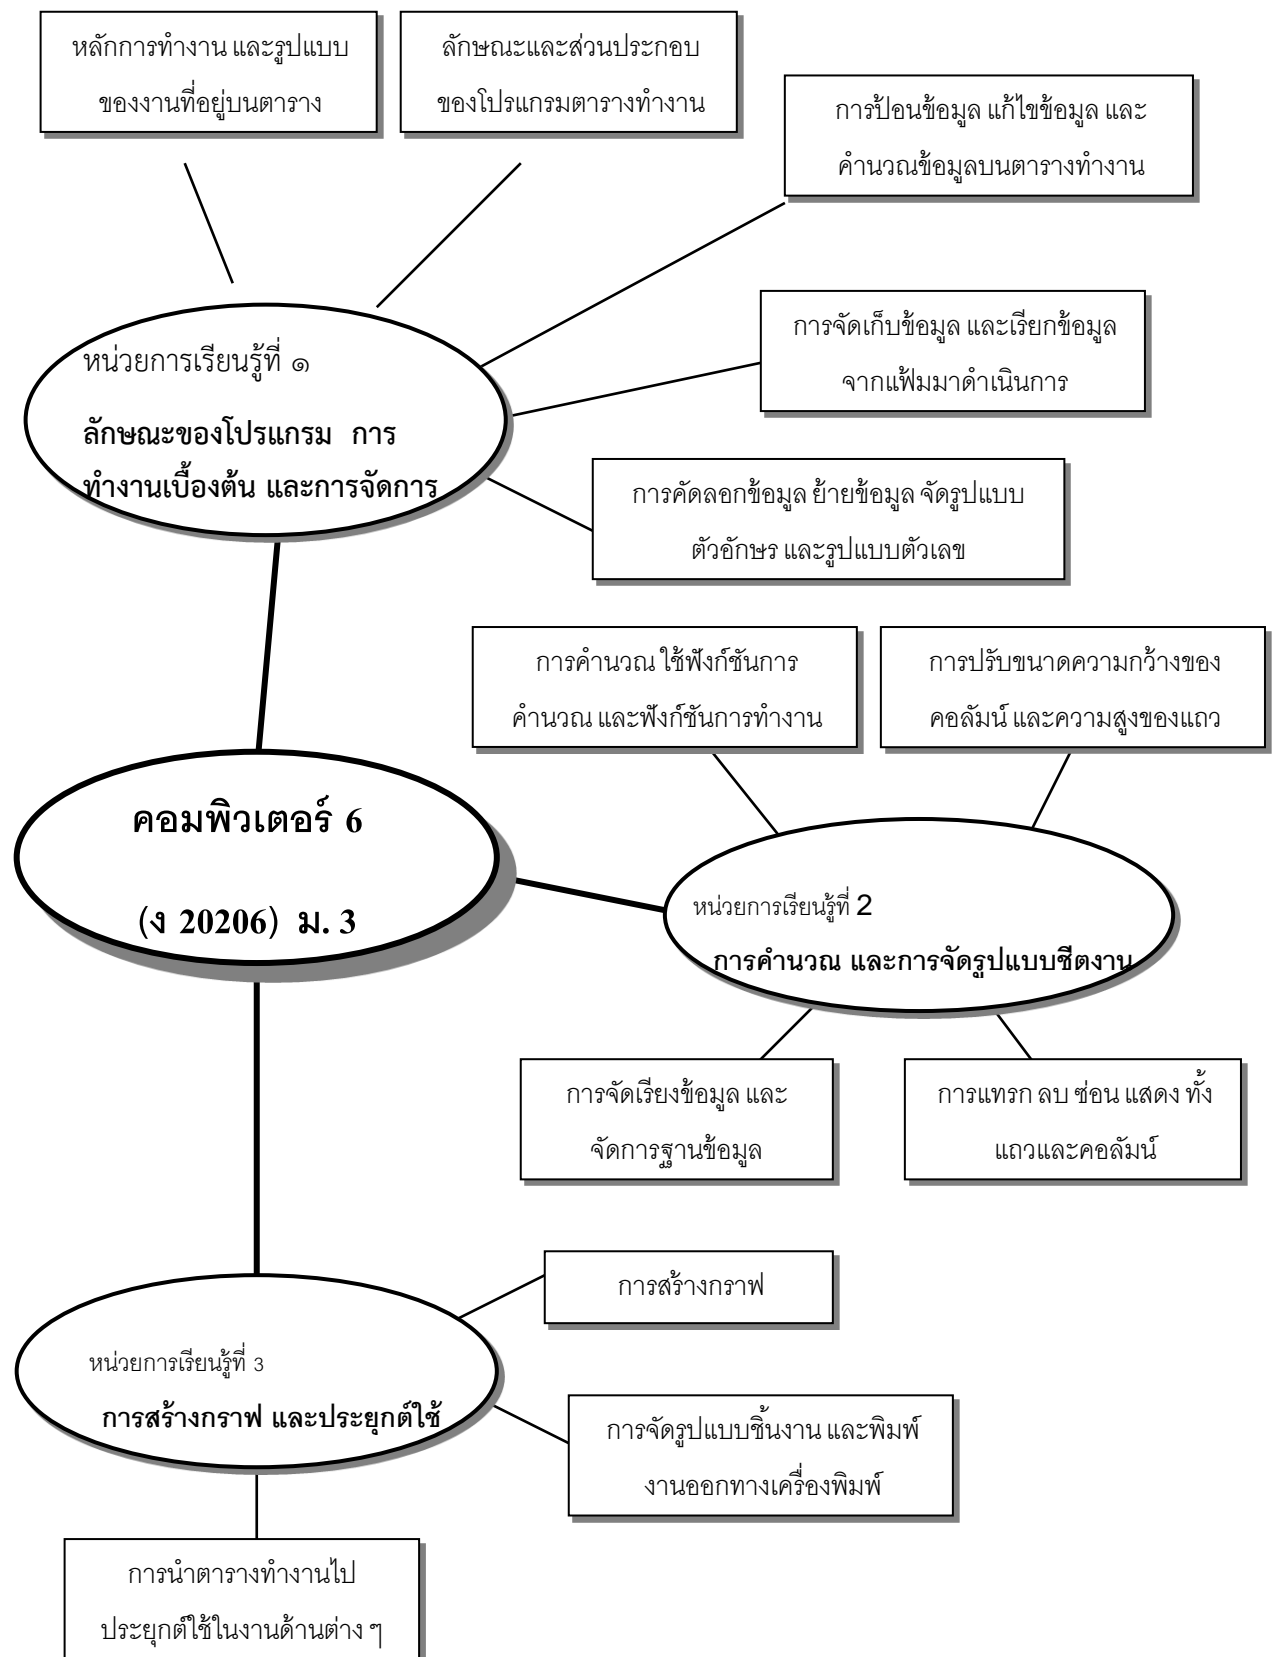 หลักการทำงาน และรูปแบบ
ของงานที่อยู่บนตาราง
ลักษณะและส่วนประกอบ
ของโปรแกรมตารางทำงาน
การป้อนข้อมูล แก้ไขข้อมูล และ
คำนวณข้อมูลบนตารางทำงาน
การจัดเก็บข้อมูล และเรียกข้อมูล
จากแฟ้มมาดำเนินการ
หน่วยการเรียนรู้ที่ ๑
ลักษณะของโปรแกรม การ
ทำงานเบื้องต้น และการจัดการ
การคัดลอกข้อมูล ย้ายข้อมูล จัดรูปแบบ
ตัวอักษร และรูปแบบตัวเลข
การคำนวณ ใช้ฟังก์ชันการ
คำนวณ และฟังก์ชันการทำงาน
การปรับขนาดความกว้างของ
คอลัมน์ และความสูงของแถว
คอมพิวเตอร์ 6
(ง 20206) ม. 3
หน่วยการเรียนรู้ที่ 2
การคำนวณ และการจัดรูปแบบชีตงาน
การจัดเรียงข้อมูล และ
จัดการฐานข้อมูล
การแทรก ลบ ซ่อน แสดง ทั้ง
แถวและคอลัมน์
การสร้างกราฟ
หน่วยการเรียนรู้ที่ 3
การสร้างกราฟ และประยุกต์ใช้
การจัดรูปแบบชิ้นงาน และพิมพ์
งานออกทางเครื่องพิมพ์
การนำตารางทำงานไป
ประยุกต์ใช้ในงานด้านต่าง ๆ